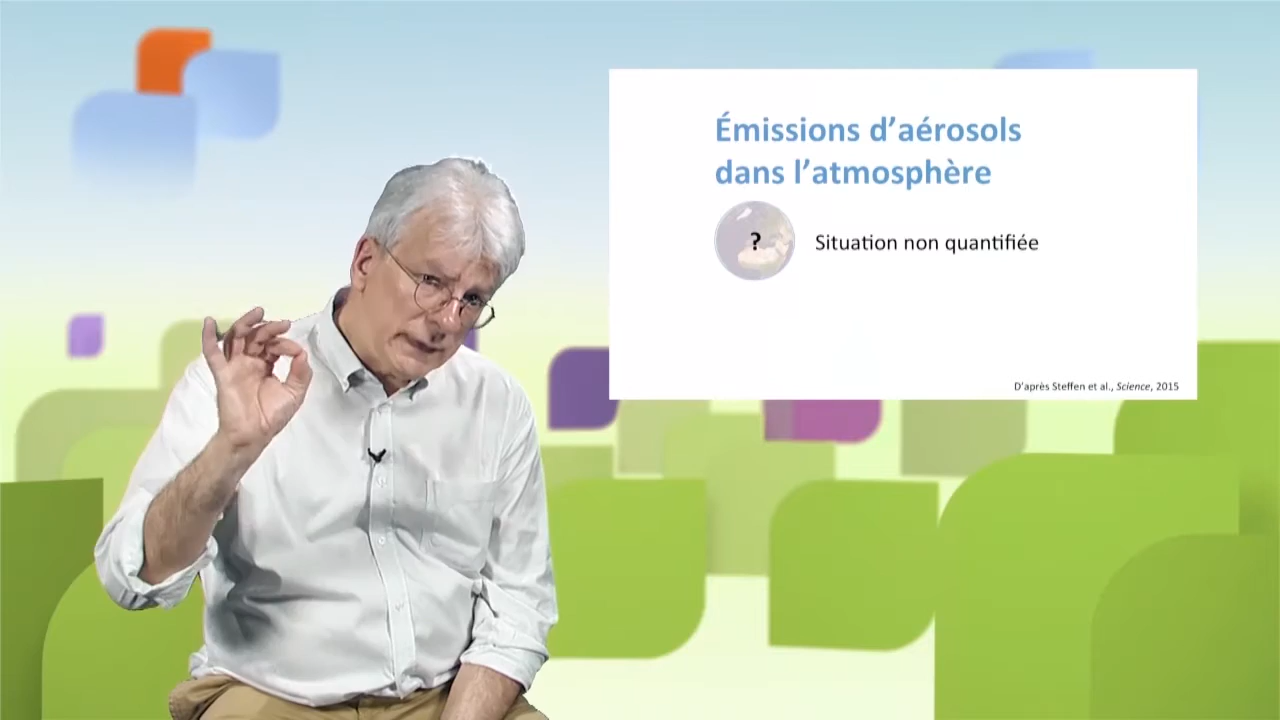 Émissions d’aérosols
dans l’atmosphère
?
Situation non quantifiée
D’après Steffen et al., Science, 2015